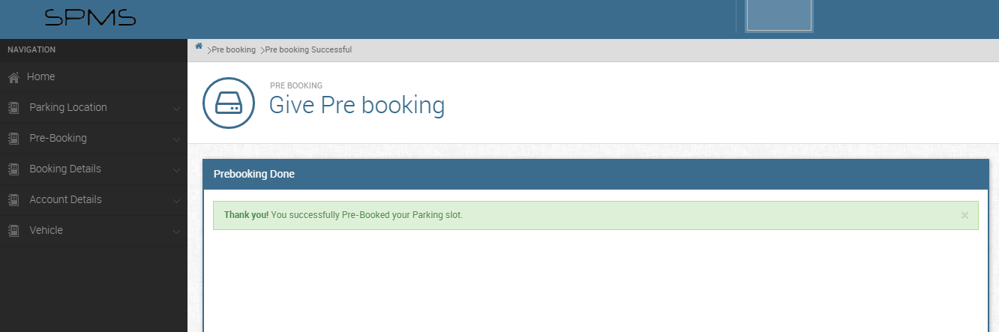 SPMS
NAVIGATION
Home
Parking Location
Pre-Booking
Booking Details
Account Details
Vehicle
Pre booking
Pre booking Successful
PRE BOOKING
Give Pre booking
Prebooking Done
Thank you! You successfully Pre-Booked your Parking slot.
×